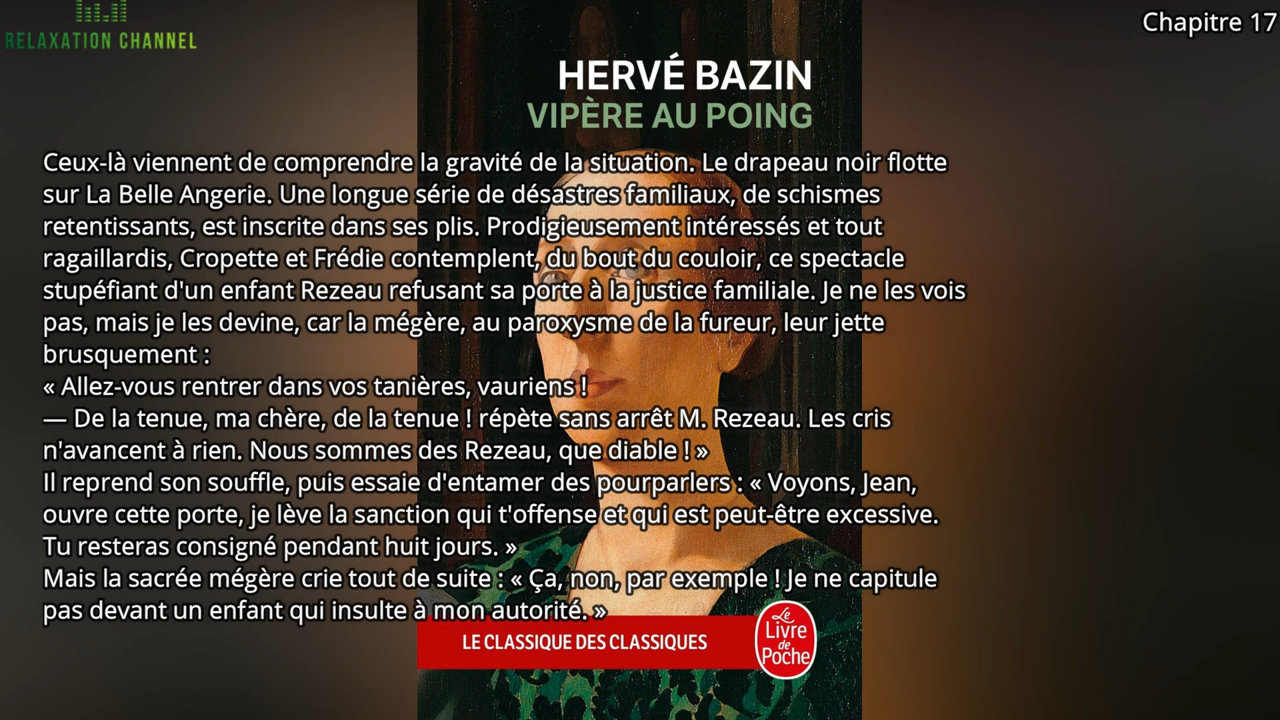 RELAXATION CHANNEL
Chapitre 17
HERVÉ BAZIN
VIPÈRE AU POING
Ceux-là viennent de comprendre la gravité de la situation. Le drapeau noir flotte
sur La Belle Angerie. Une longue série de désastres familiaux, de schismes
retentissants, est inscrite dans ses plis. Prodigieusement intéressés et tout
ragaillardis, Cropette et Frédie contemplent, du bout du couloir, ce spectacle
stupéfiant d'un enfant Rezeau refusant sa porte à la justice familiale. Je ne les vois
pas, mais je les devine, car la mégère, au paroxysme de la fureur, leur jette
brusquement :
« Allez-vous rentrer dans vos tanières, vauriens !
— De la tenue, ma chère, de la tenue ! répète sans arrêt M. Rezeau. Les cris
n'avancent à rien. Nous sommes des Rezeau, que diable ! »
Il reprend son souffle, puis essaie d'entamer des pourparlers : « Voyons, Jean,
ouvre cette porte, je lève la sanction qui t'offense et qui est peut-être excessive.
Tu resteras consigné pendant huit jours. »
Mais la sacrée mégère crie tout de suite : « Ça, non, par exemple ! Je ne capitule
pas devant un enfant qui insulte à mon autorité. »
LE CLASSIQUE DES CLASSIQUES
Le
Livre
de
Poche